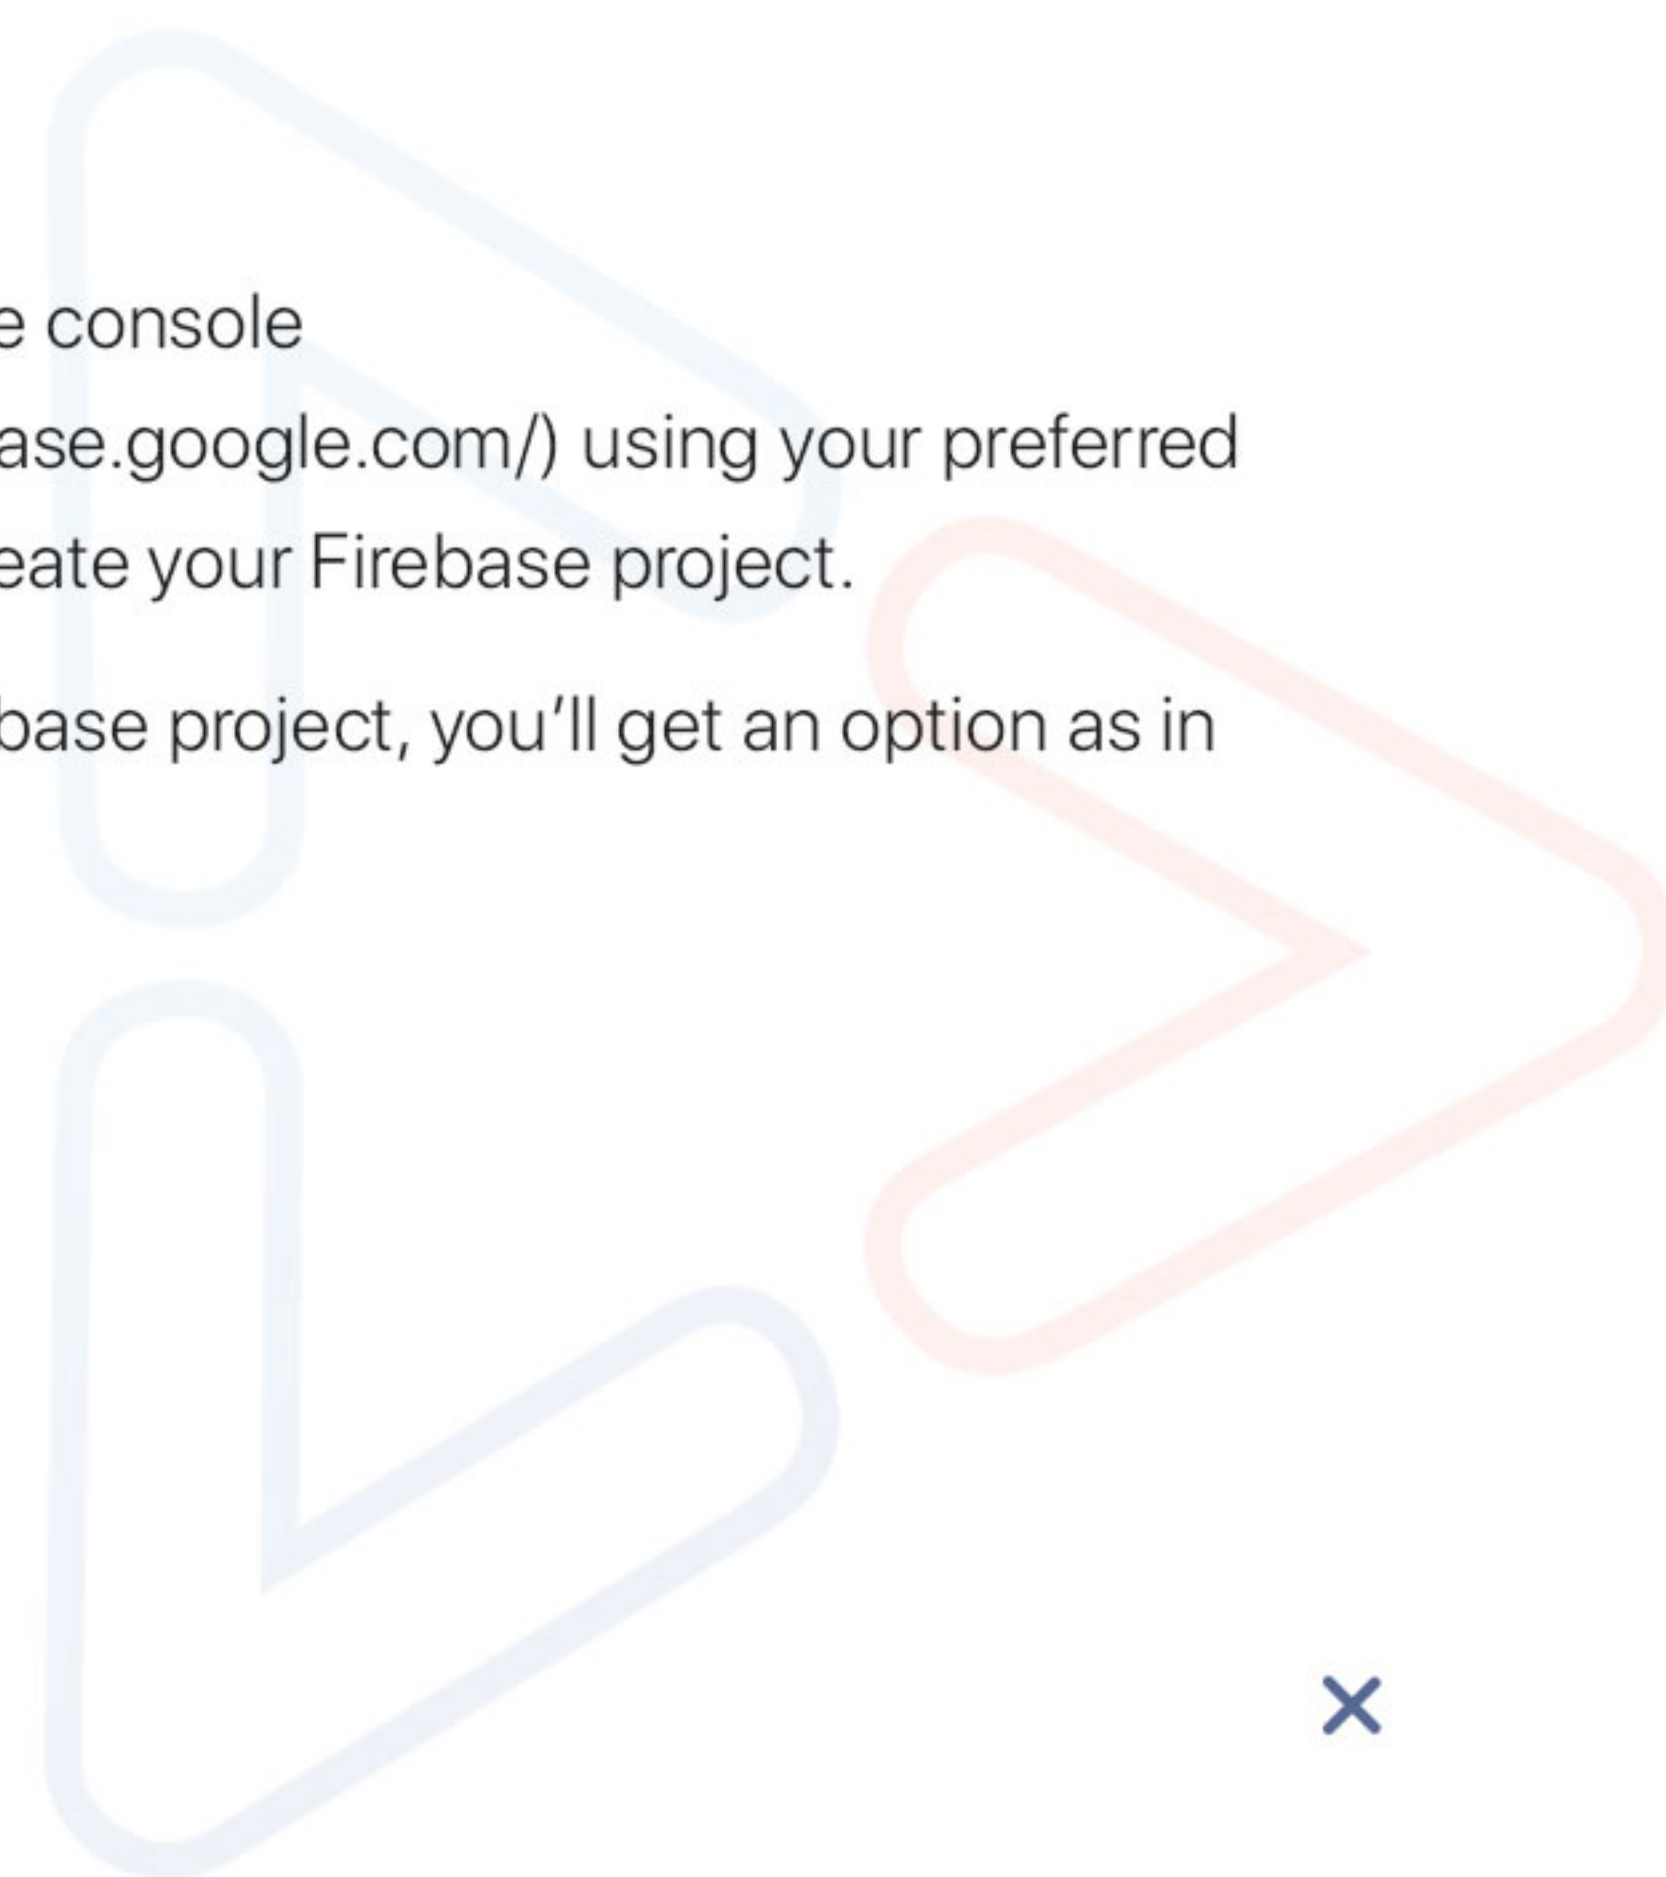 e console
ase.google.com/) using your preferred
eate your Firebase project.
base project, you’ll get an option as in